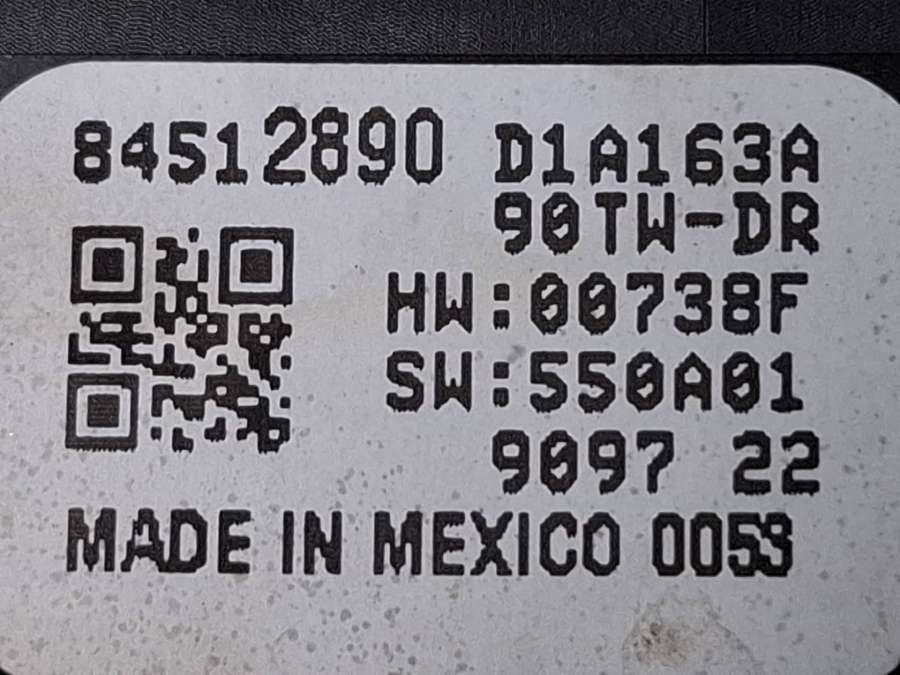 84512890 D1A163A
90TW-DR
HW:00738F
SW:550A01
9097 22
MADE IN MEXICO 0053